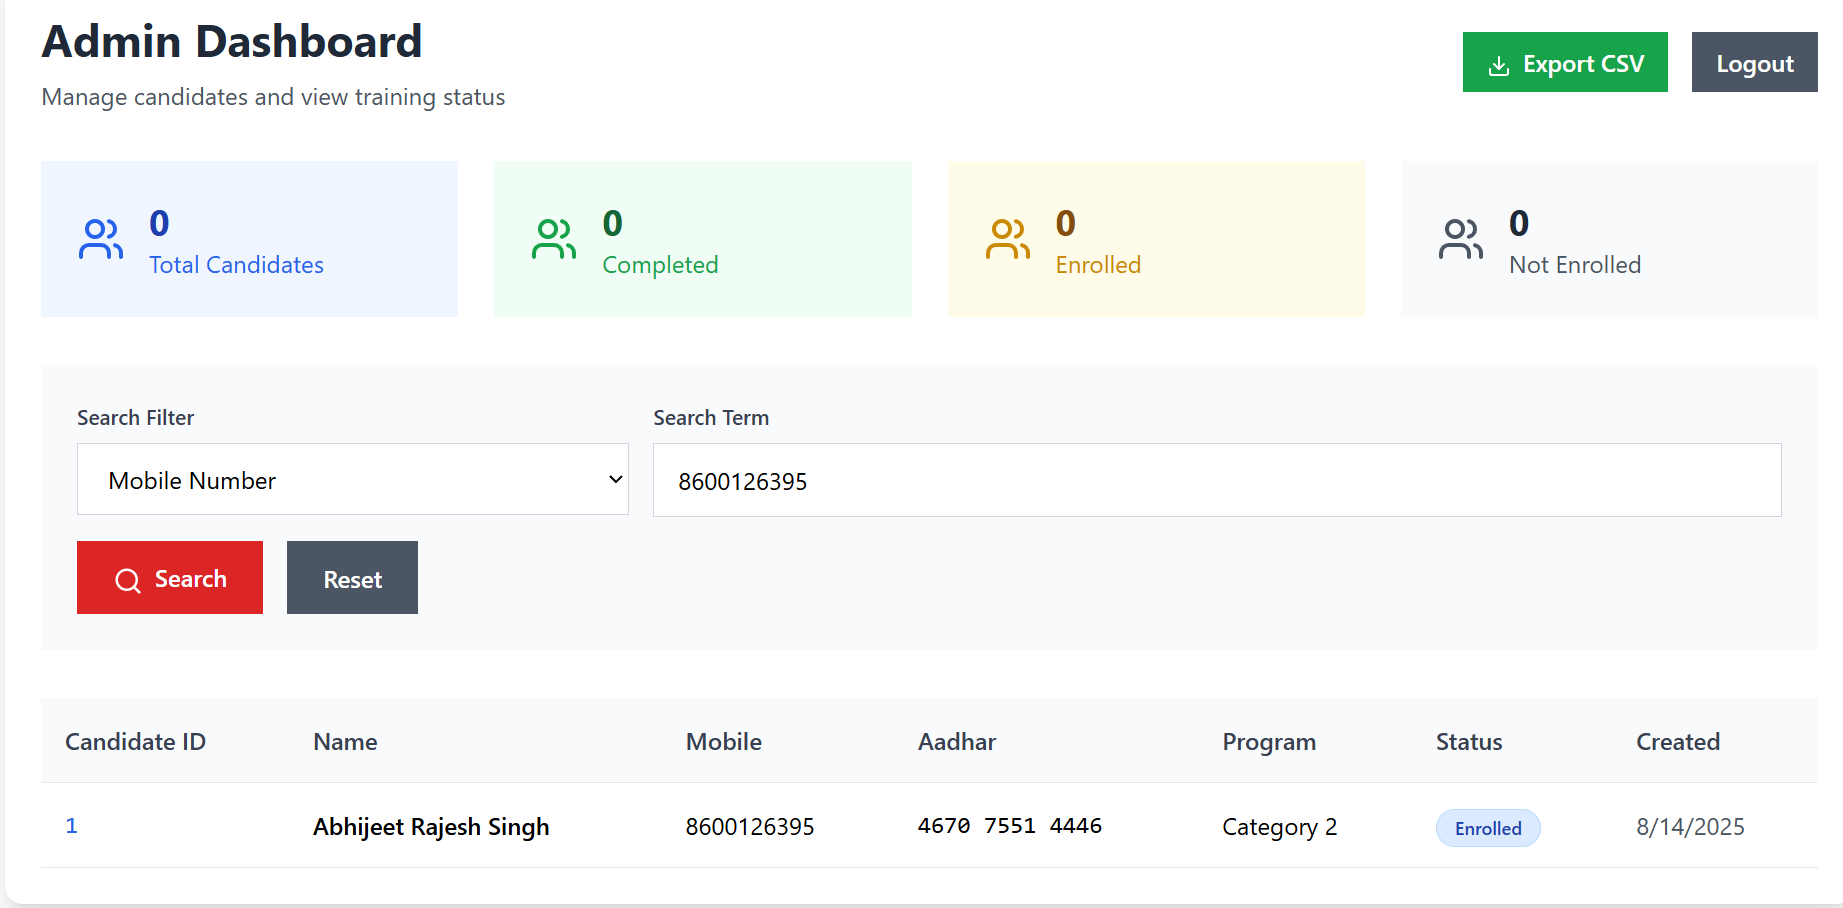 Admin Dashboard
Manage candidates and view training status
Export CSV
Logout
0
Total Candidates
0
Completed
0
Enrolled
0
Not Enrolled
Search Filter
Search Term
Mobile Number
8600126395
Search
Reset
Candidate ID Name Mobile Aadhar Program Status Created
1 Abhijeet Rajesh Singh 8600126395 4670 7551 4446 Category 2 Enrolled 8/14/2025